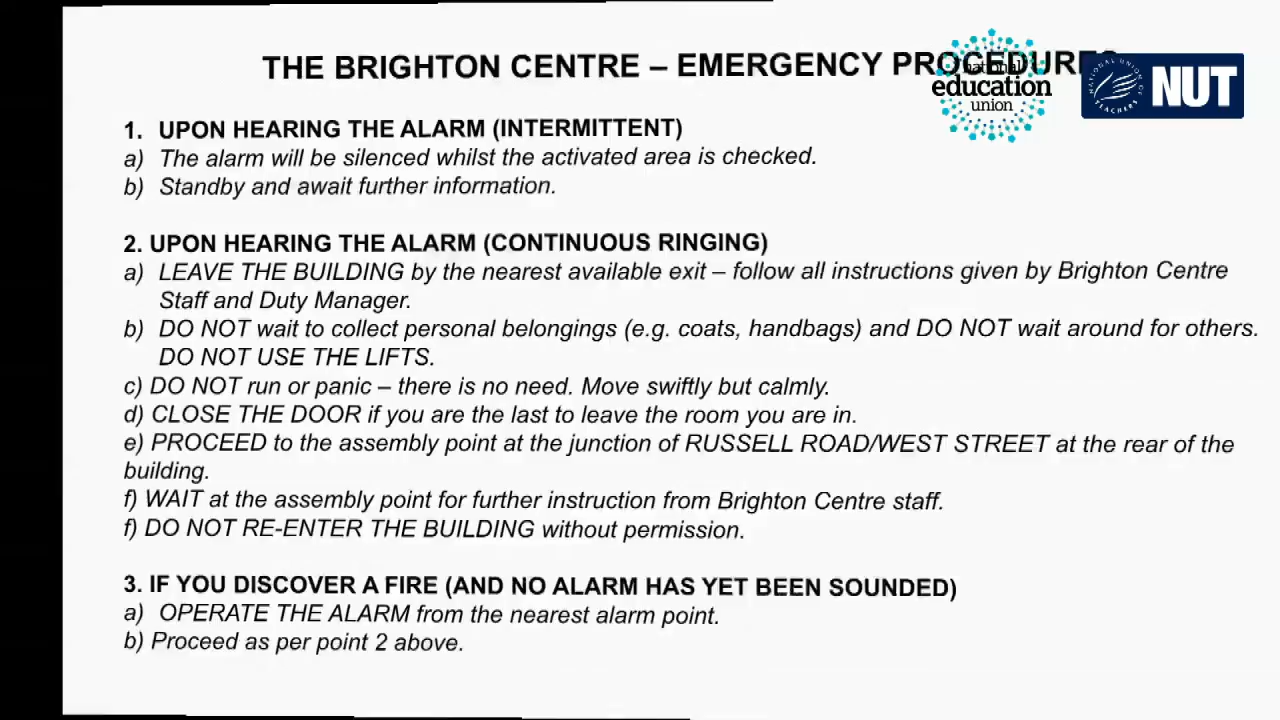 THE BRIGHTON CENTRE – EMERGENCY PROCEDURES
national
education
union
NATIONAL UNION OF TEACHERS
NUT
1. UPON HEARING THE ALARM (INTERMITTENT)
a) The alarm will be silenced whilst the activated area is checked.
b) Standby and await further information.
2. UPON HEARING THE ALARM (CONTINUOUS RINGING)
a) LEAVE THE BUILDING by the nearest available exit – follow all instructions given by Brighton Centre
Staff and Duty Manager.
b) DO NOT wait to collect personal belongings (e.g. coats, handbags) and DO NOT wait around for others.
DO NOT USE THE LIFTS.
c) DO NOT run or panic – there is no need. Move swiftly but calmly.
d) CLOSE THE DOOR if you are the last to leave the room you are in.
e) PROCEED to the assembly point at the junction of RUSSELL ROAD/WEST STREET at the rear of the
building.
f) WAIT at the assembly point for further instruction from Brighton Centre staff.
f) DO NOT RE-ENTER THE BUILDING without permission.
3. IF YOU DISCOVER A FIRE (AND NO ALARM HAS YET BEEN SOUNDED)
a) OPERATE THE ALARM from the nearest alarm point.
b) Proceed as per point 2 above.